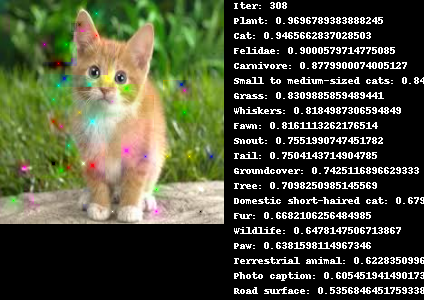 Iter: 308
Plant: 0.9696789383888245
Cat: 0.9465662837028503
Felidae: 0.9000579714775085
Carnivore: 0.8779900074005127
Small to medium-sized cats: 0.84
Grass: 0.8309885859489441
Whiskers: 0.8184987306594849
Fawn: 0.8161113262176514
Snout: 0.7551990747451782
Tail: 0.7504143714904785
Groundcover: 0.7425116896629333
Tree: 0.7098250985145569
Domestic short-haired cat: 0.679
Fur: 0.6682106256484985
Wildlife: 0.6478147506713867
Paw: 0.6381598114967346
Terrestrial animal: 0.6228350996
Photo caption: 0.605451941490173
Road surface: 0.5356846451759338